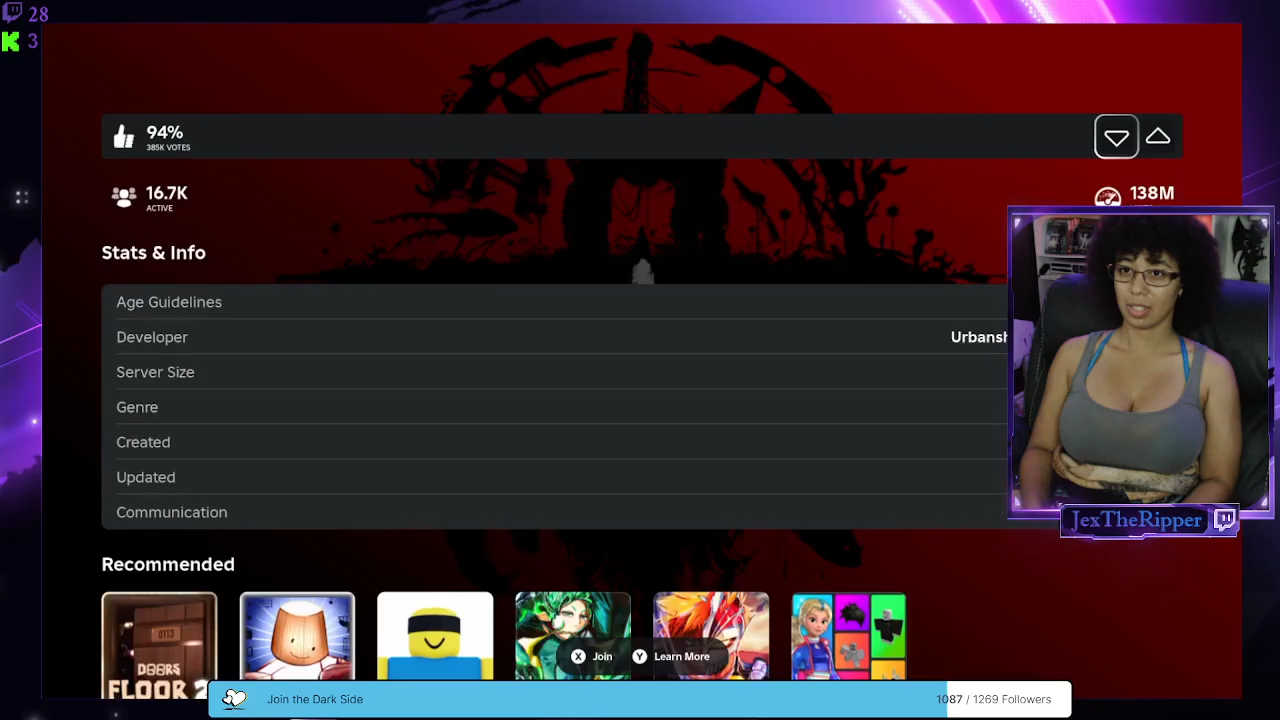 28
3
94%
385K VOTES
16.7K
ACTIVE
138M
Stats & Info
Age Guidelines
Developer
Urbansh
Server Size
Genre
Created
Updated
Communication
JexTheRipper
Recommended
0113
DOORS
FLOOR 2
X Join
Y Learn More
Join the Dark Side
1087 / 1269 Followers